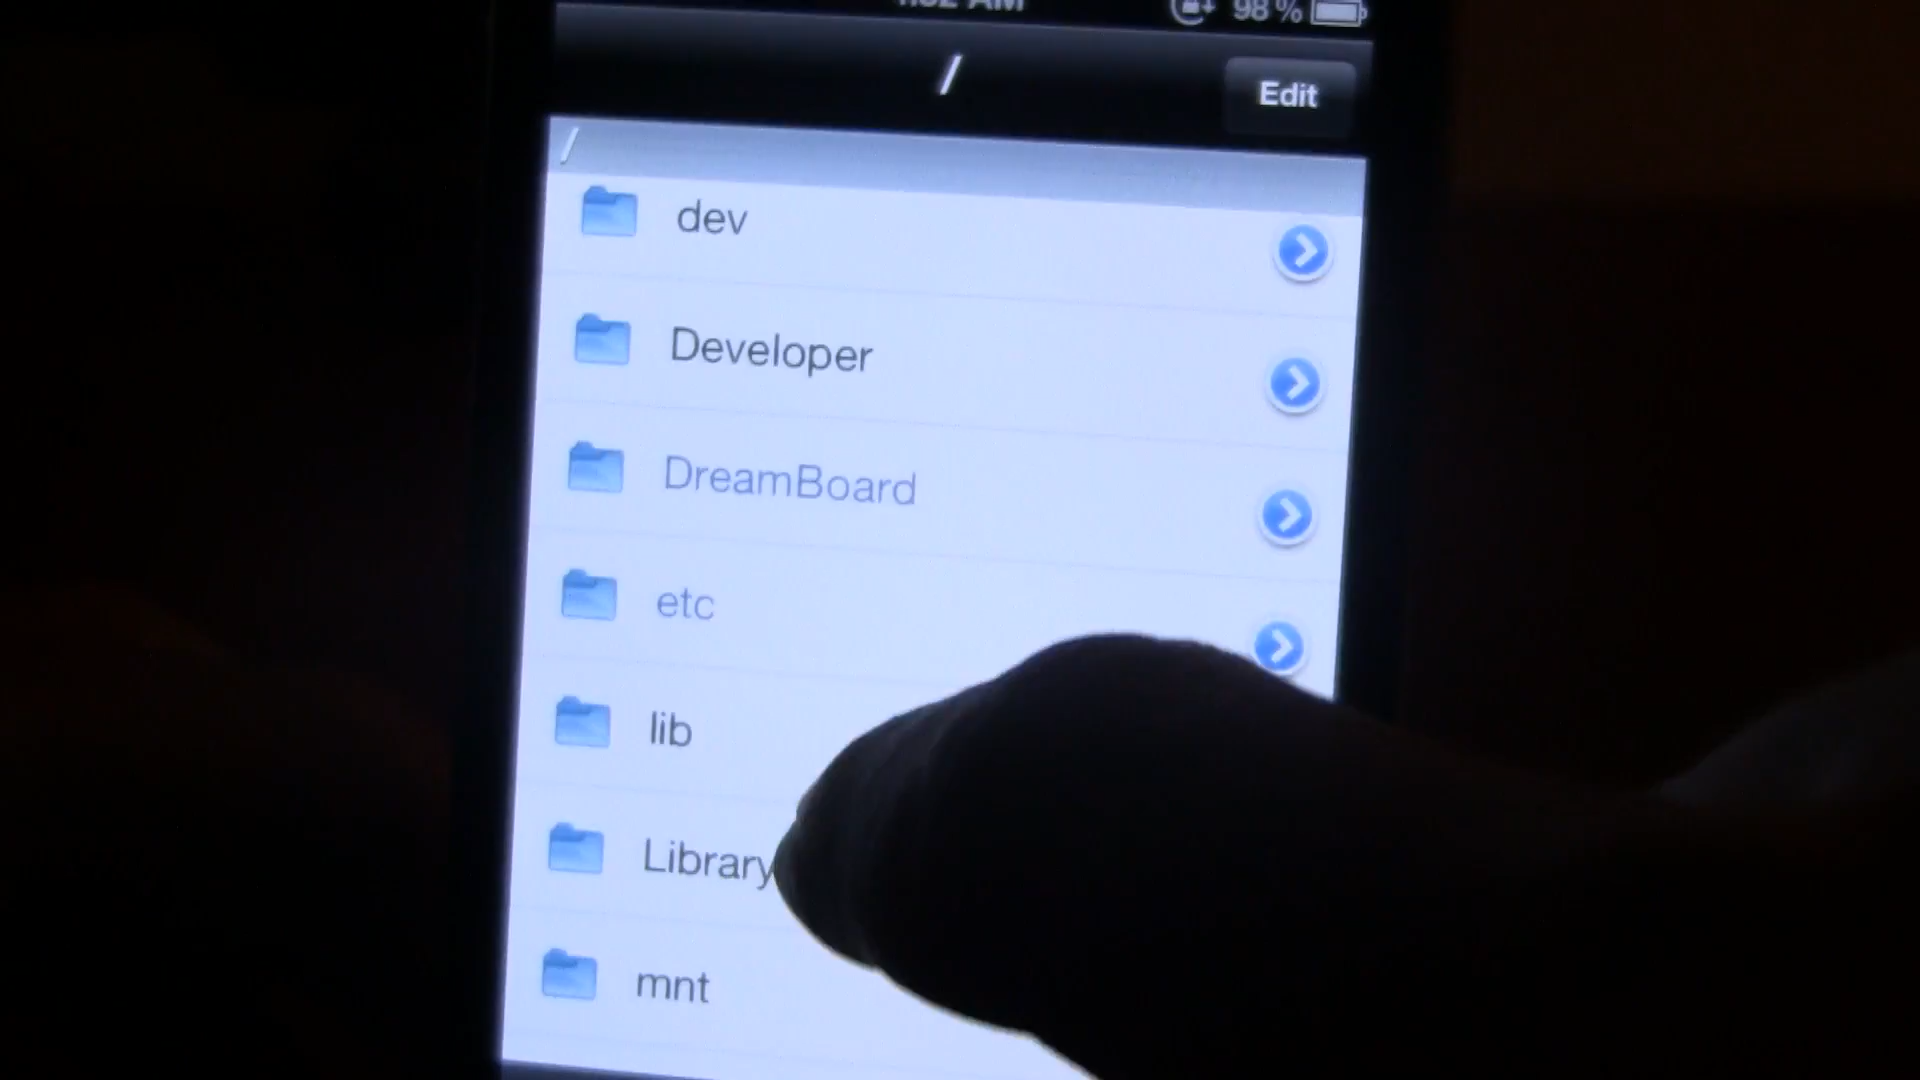 98%
/
Edit
/
dev
Developer
DreamBoard
etc
lib
Library
mnt